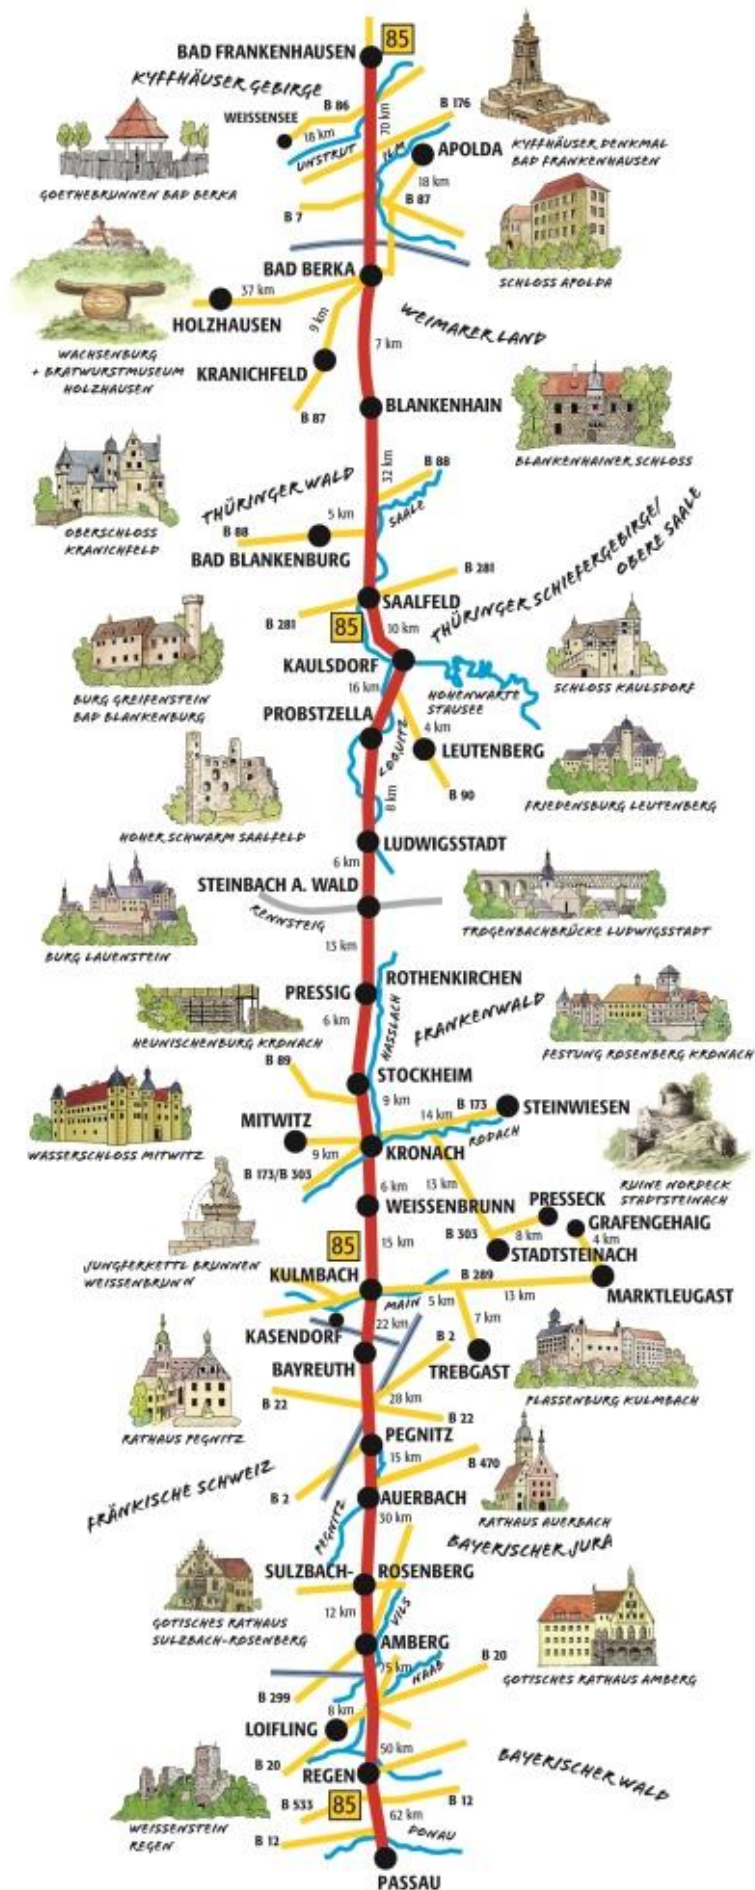 85
BAD FRANKENHAUSEN
KYFFHÄUSER GEBIRGE
B 86
WEISSENSEE
18 km
UNSTRUT
70 km
B 176
ILM
APOLDA
18 km
B 87
B 7
KYFFHÄUSER DENKMAL
BAD FRANKENHAUSEN
GOETHEBRUNNEN BAD BERKA
SCHLOSS APOLDA
BAD BERKA
37 km
HOLZHAUSEN
9 km
KRANICHFELD
B 87
7 km
WEIMARER LAND
WACHSENBURG
+ BRATWURSTMUSEUM
HOLZHAUSEN
BLANKENHAIN
BLANKENHAINER SCHLOSS
32 km
B 88
THÜRINGER WALD
SAALE
5 km
B 88
BAD BLANKENBURG
OBERSCHLOSS
KRANICHFELD
B 281
SAALFELD
B 281
85
10 km
THÜRINGER SCHIEFERGEBIRGE/
OBERE SAALE
KAULSDORF
16 km
HOHENWARTE
STAUSEE
SCHLOSS KAULSDORF
BURG GREIFENSTEIN
BAD BLANKENBURG
PROBSTZELLA
4 km
LOQUITZ
LEUTENBERG
B 90
8 km
FRIEDENSBURG LEUTENBERG
HOHER SCHWARM SAALFELD
LUDWIGSSTADT
6 km
STEINBACH A. WALD
RENNSTEIG
13 km
TROGENBACHBRÜCKE LUDWIGSSTADT
BURG LAUENSTEIN
ROTHENKIRCHEN
PRESSIG
6 km
HASSLACH
FRANKENWALD
HEUNISCHENBURG KRONACH
FESTUNG ROSENBERG KRONACH
B 89
STOCKHEIM
9 km
14 km
B 173
STEINWIESEN
MITWITZ
9 km
KRONACH
RODACH
B 173/B 303
WASSERSCHLOSS MITWITZ
RUINE NORDECK
STADTSTEINACH
6 km
13 km
WEISSENBRUNN
PRESSECK
GRAFENGEHAIG
B 303
8 km
4 km
STADTSTEINACH
15 km
85
JUNGFERKETTL BRUNNEN
WEISSENBRUNN
KULMBACH
B 289
MAIN
5 km
13 km
MARKTLEUGAST
22 km
7 km
KASENDORF
B 2
BAYREUTH
TREBGAST
PLASSENBURG KULMBACH
28 km
B 22
B 22
RATHAUS PEGNITZ
PEGNITZ
15 km
B 470
FRÄNKISCHE SCHWEIZ
B 2
AUERBACH
30 km
PEGNITZ
RATHAUS AUERBACH
BAYERISCHER JURA
SULZBACH-ROSENBERG
12 km
VILS
GOTISCHES RATHAUS
SULZBACH-ROSENBERG
AMBERG
75 km
NAAB
B 20
GOTISCHES RATHAUS AMBERG
B 299
8 km
LOIFLING
50 km
B 20
REGEN
BAYERISCHER WALD
B 533
85
B 12
62 km
B 12
DONAU
WEISSENSTEIN
REGEN
PASSAU